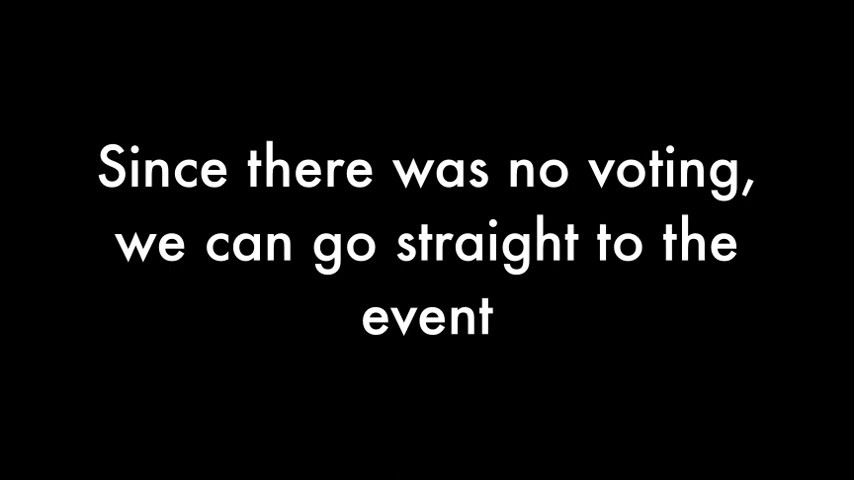 Since there was no voting,
we can go straight to the
event